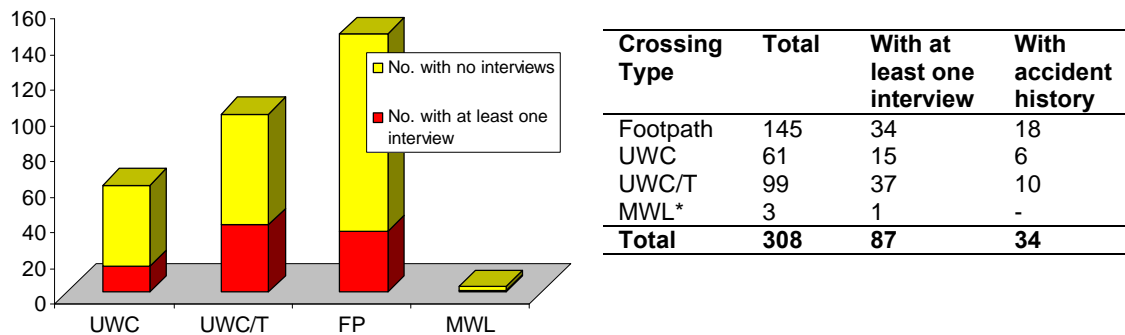 160
140
120
100
80
60
40
20
0
UWC UWC/T FP MWL
No. with no interviews
No. with at least one
interview
Crossing Total With at With
Type least one accident
interview history
Footpath 145 34 18
UWC 61 15 6
UWC/T 99 37 10
MWL* 3 1 -
Total 308 87 34